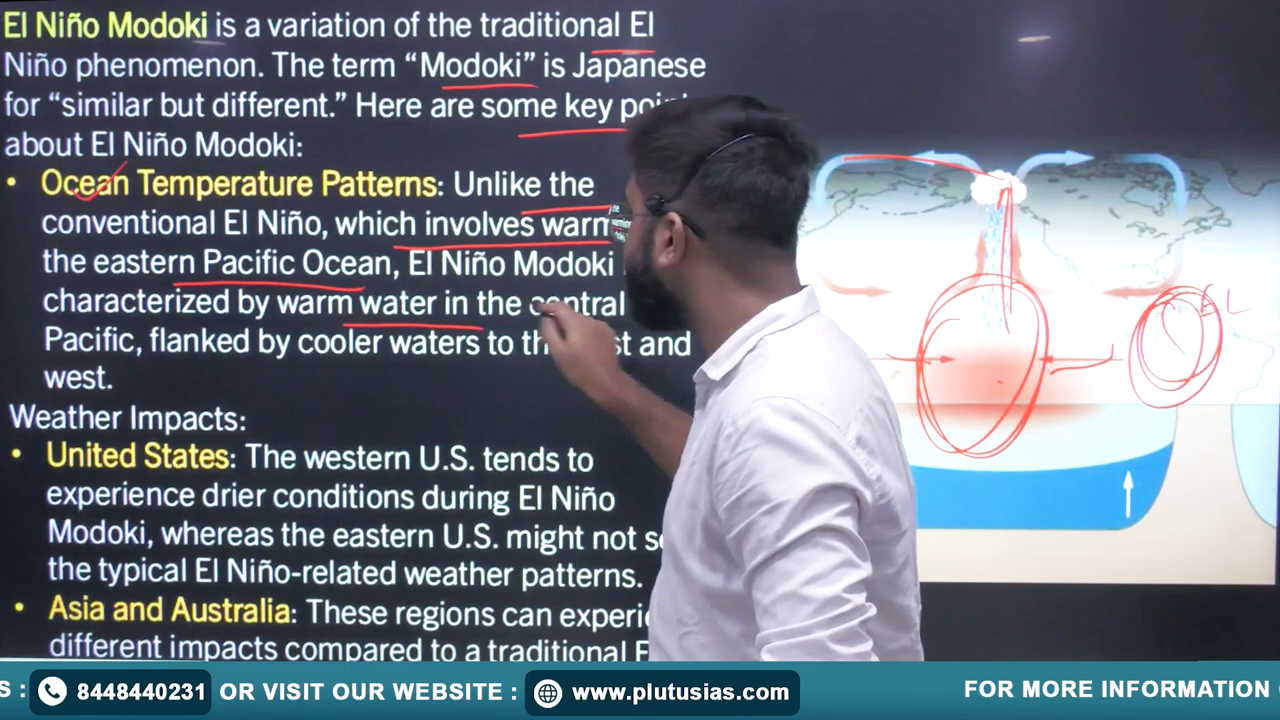 El Niño Modoki is a variation of the traditional El
Niño phenomenon. The term “Modoki” is Japanese
for “similar but different.” Here are some key
about El Niño Modoki:
• Ocean Temperature Patterns: Unlike the
conventional El Niño, which involves warm
the eastern Pacific Ocean, El Niño Modoki
characterized by warm water in the central
Pacific, flanked by cooler waters to and
west.
Weather Impacts:
• United States: The western U.S. tends to
experience drier conditions during El Niño
Modoki, whereas the eastern U.S. might not
the typical El Niño-related weather patterns.
• Asia and Australia: These regions can
different impacts compared to a traditional
EL
: 8448440231 OR VISIT OUR WEBSITE : www.plutusias.com FOR MORE INFORMATION